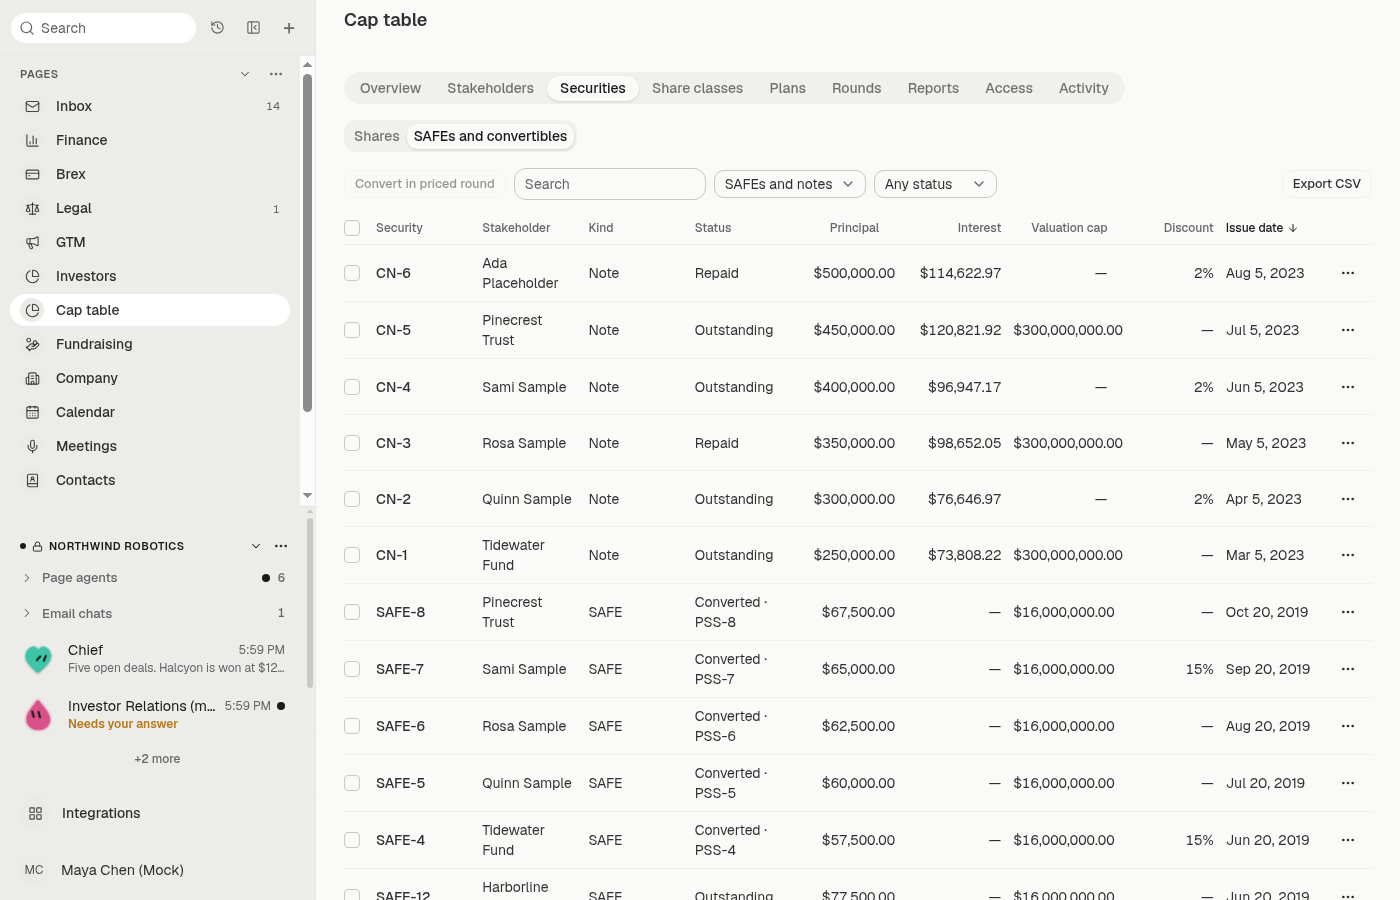 Search
PAGES
Inbox 14
Finance
Brex
Legal 1
GTM
Investors
Cap table
Fundraising
Company
Calendar
Meetings
Contacts
NORTHWIND ROBOTICS
Page agents 6
Email chats 1
Chief 5:59 PM
Five open deals. Halcyon is won at $12...
Investor Relations (m... 5:59 PM
Needs your answer
+2 more
Integrations
MC Maya Chen (Mock)
Cap table
Overview Stakeholders Securities Share classes Plans Rounds Reports Access Activity
Shares SAFEs and convertibles
Convert in priced round Search SAFEs and notes Any status Export CSV
Security Stakeholder Kind Status Principal Interest Valuation cap Discount Issue date ↓
CN-6 Ada Placeholder Note Repaid $500,000.00 $114,622.97 — 2% Aug 5, 2023
CN-5 Pinecrest Trust Note Outstanding $450,000.00 $120,821.92 $300,000,000.00 — Jul 5, 2023
CN-4 Sami Sample Note Outstanding $400,000.00 $96,947.17 — 2% Jun 5, 2023
CN-3 Rosa Sample Note Repaid $350,000.00 $98,652.05 $300,000,000.00 — May 5, 2023
CN-2 Quinn Sample Note Outstanding $300,000.00 $76,646.97 — 2% Apr 5, 2023
CN-1 Tidewater Fund Note Outstanding $250,000.00 $73,808.22 $300,000,000.00 — Mar 5, 2023
SAFE-8 Pinecrest Trust SAFE Converted · PSS-8 $67,500.00 — $16,000,000.00 — Oct 20, 2019
SAFE-7 Sami Sample SAFE Converted · PSS-7 $65,000.00 — $16,000,000.00 15% Sep 20, 2019
SAFE-6 Rosa Sample SAFE Converted · PSS-6 $62,500.00 — $16,000,000.00 — Aug 20, 2019
SAFE-5 Quinn Sample SAFE Converted · PSS-5 $60,000.00 — $16,000,000.00 — Jul 20, 2019
SAFE-4 Tidewater Fund SAFE Converted · PSS-4 $57,500.00 — $16,000,000.00 15% Jun 20, 2019
SAFE-12 Harborline SAFE Outstanding $77,500.00 — $16,000,000.00 — Jun 20, 2019